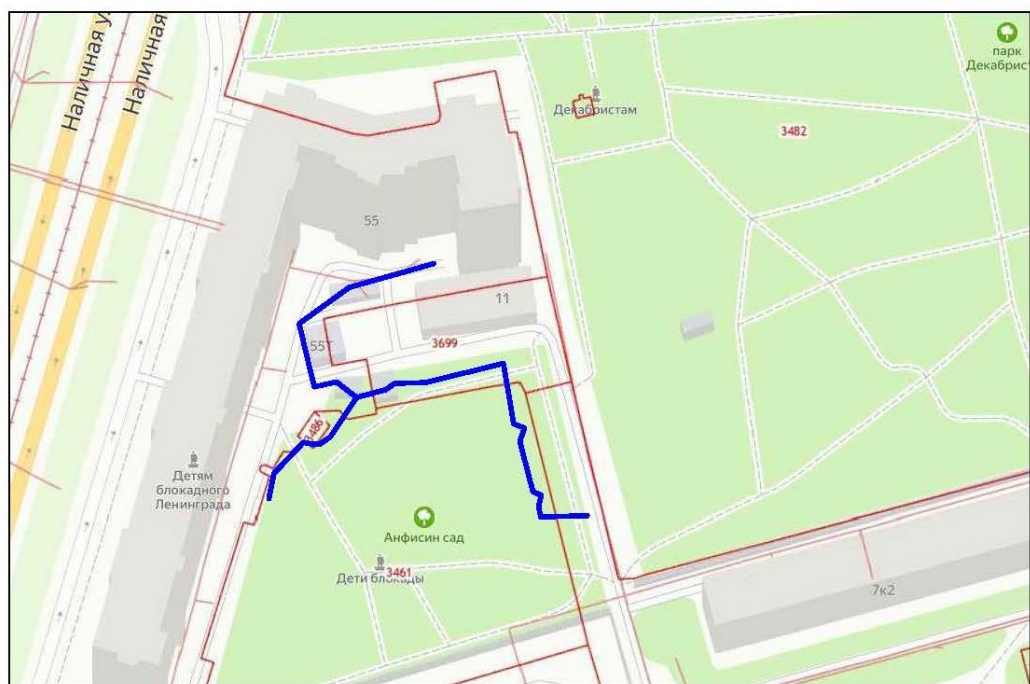 Наличная ул.
Наличная
парк
Декабрист
Декабристам
3482
55
11
55Т
3699
3486
Детям
блокадного
Ленинграда
Анфисин сад
Дети блокады
3461
7к2